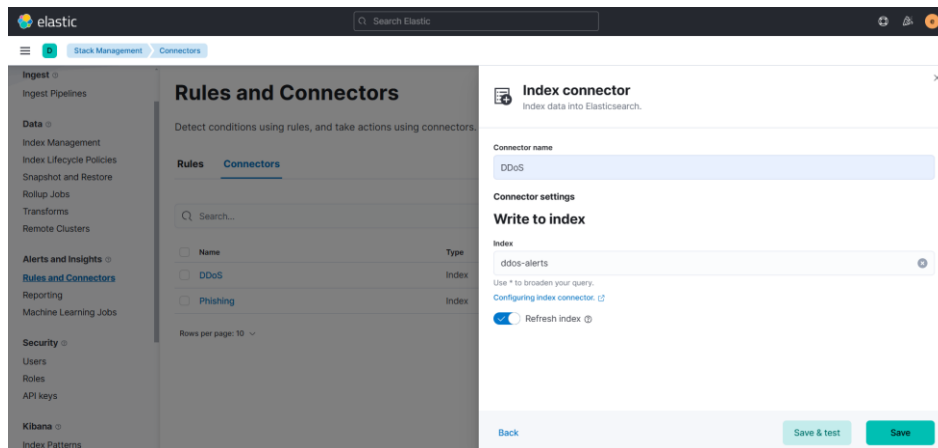 elastic
Search Elastic
e
D
Stack Management
Connectors
Ingest
Ingest Pipelines
Data
Index Management
Index Lifecycle Policies
Snapshot and Restore
Rollup Jobs
Transforms
Remote Clusters
Alerts and Insights
Rules and Connectors
Reporting
Machine Learning Jobs
Security
Users
Roles
API keys
Kibana
Index Patterns
Rules and Connectors
Detect conditions using rules, and take actions using connectors.
Rules Connectors
Search...
Name Type
DDoS Index
Phishing Index
Rows per page: 10
Index connector
Index data into Elasticsearch.
Connector name
DDoS
Connector settings
Write to index
Index
ddos-alerts
Use * to broaden your query.
Configuring index connector.
Refresh index
Back
Save & test
Save